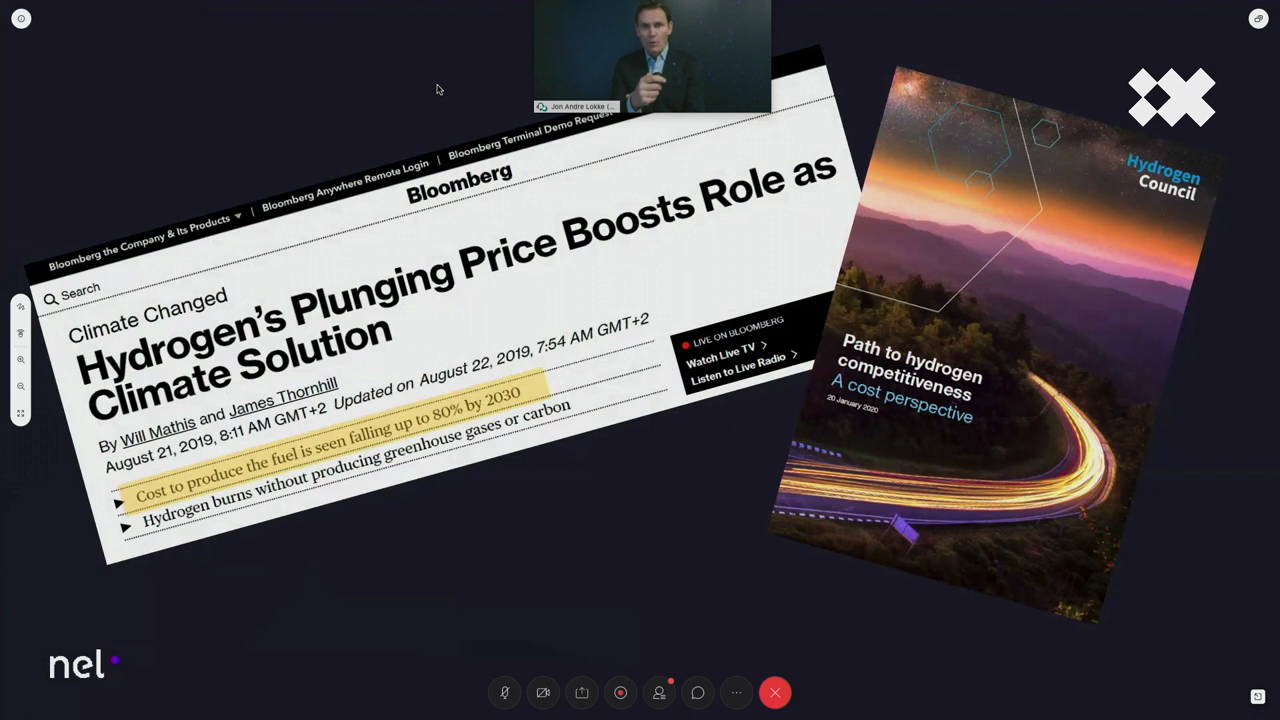 Jon Andre Lokke (...
Bloomberg the Company & Its Products | Bloomberg Anywhere Remote Login | Bloomberg Terminal Demo Request
Bloomberg
Search
Climate Changed
Hydrogen's Plunging Price Boosts Role as
Climate Solution
By Will Mathis and James Thornhill
August 21, 2019, 8:11 AM GMT+2 Updated on August 22, 2019, 7:54 AM GMT+2
Cost to produce the fuel is seen falling up to 80% by 2030
Hydrogen burns without producing greenhouse gases or carbon
LIVE ON BLOOMBERG
Watch Live TV
Listen to Live Radio
Hydrogen
Council
Path to hydrogen
competitiveness
A cost perspective
20 January 2020
nel